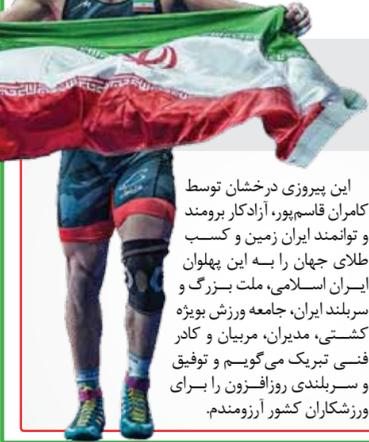 این پیروزی درخشان توسط
کامران قاسم‌پور، آزادکار برومند
و توانمند ایران زمین و کسب
طلای جهان را به این پهلوان
ایران اسلامی، ملت بزرگ و
سربلند ایران، جامعه ورزش بویژه
کشتی، مدیران، مربیان و کادر
فنی تبریک می‌گویم و توفیق
و سربلندی روزافزون را برای
ورزشکاران کشور آرزومندم.